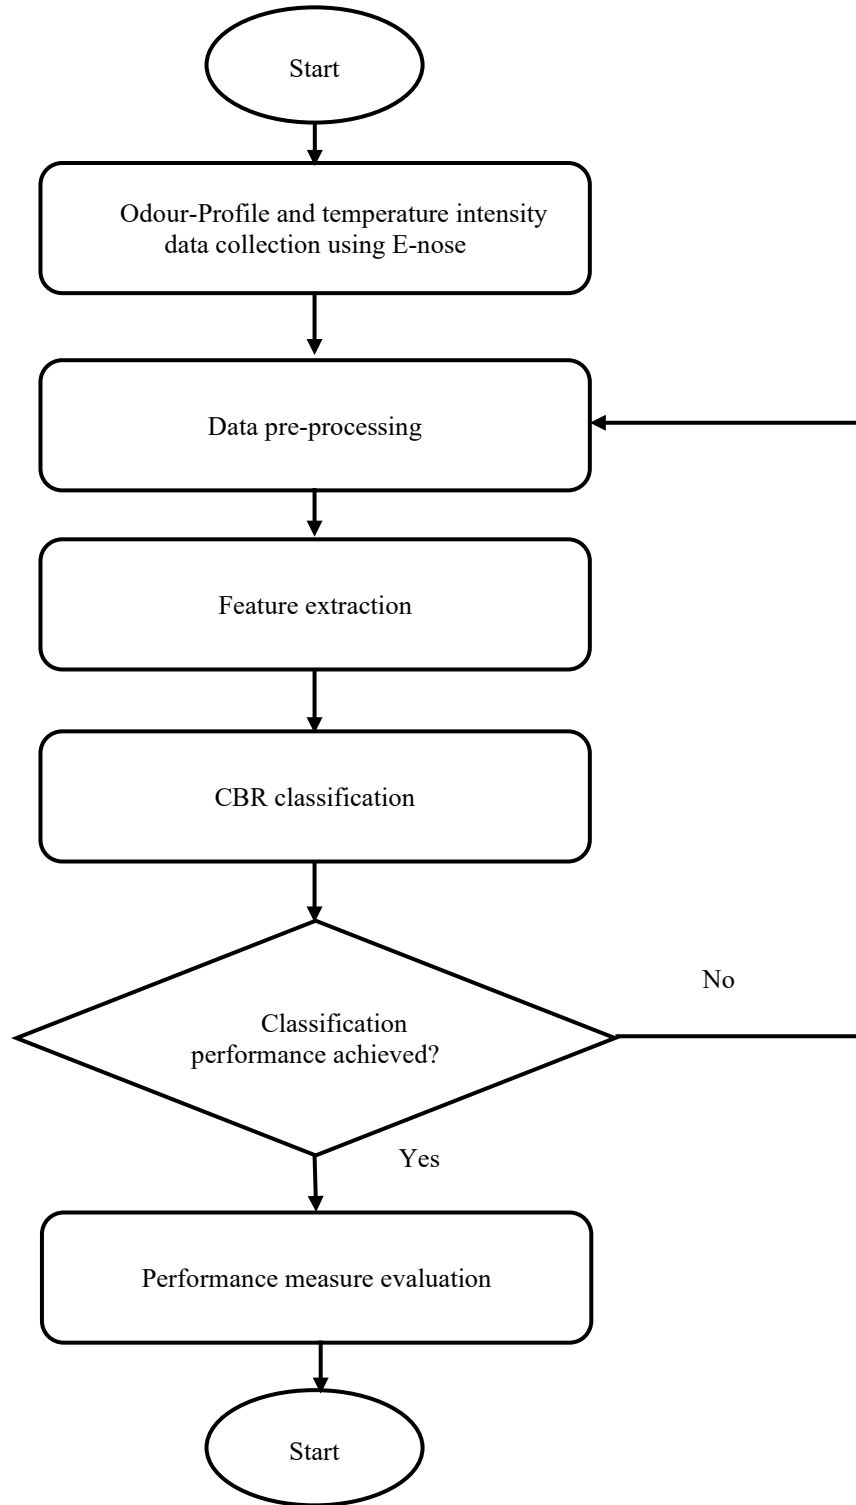 Start
Odour-Profile and temperature intensity
data collection using E-nose
Data pre-processing
Feature extraction
CBR classification
No
Classification
performance achieved?
Yes
Performance measure evaluation
Start